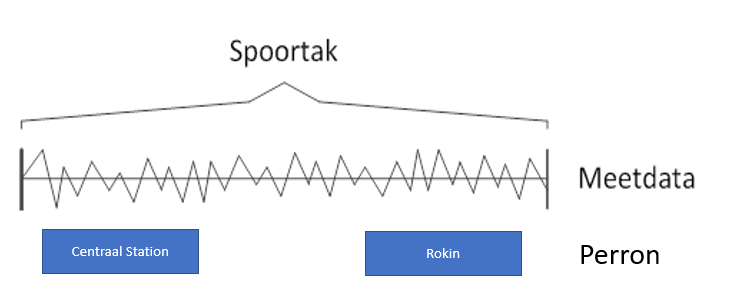 Spoortak
Meetdata
Centraal Station
Rokin
Perron